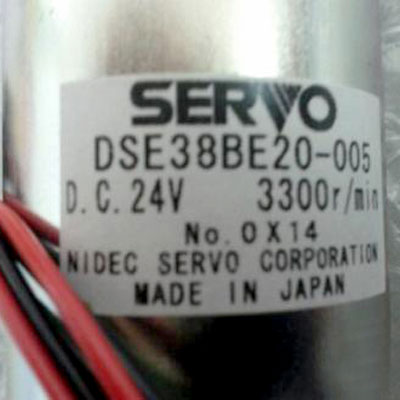 SERVO
DSE38BE20-005
D.C.24V 3300r/min
No.0X14
NIDEC SERVO CORPORATION
MADE IN JAPAN